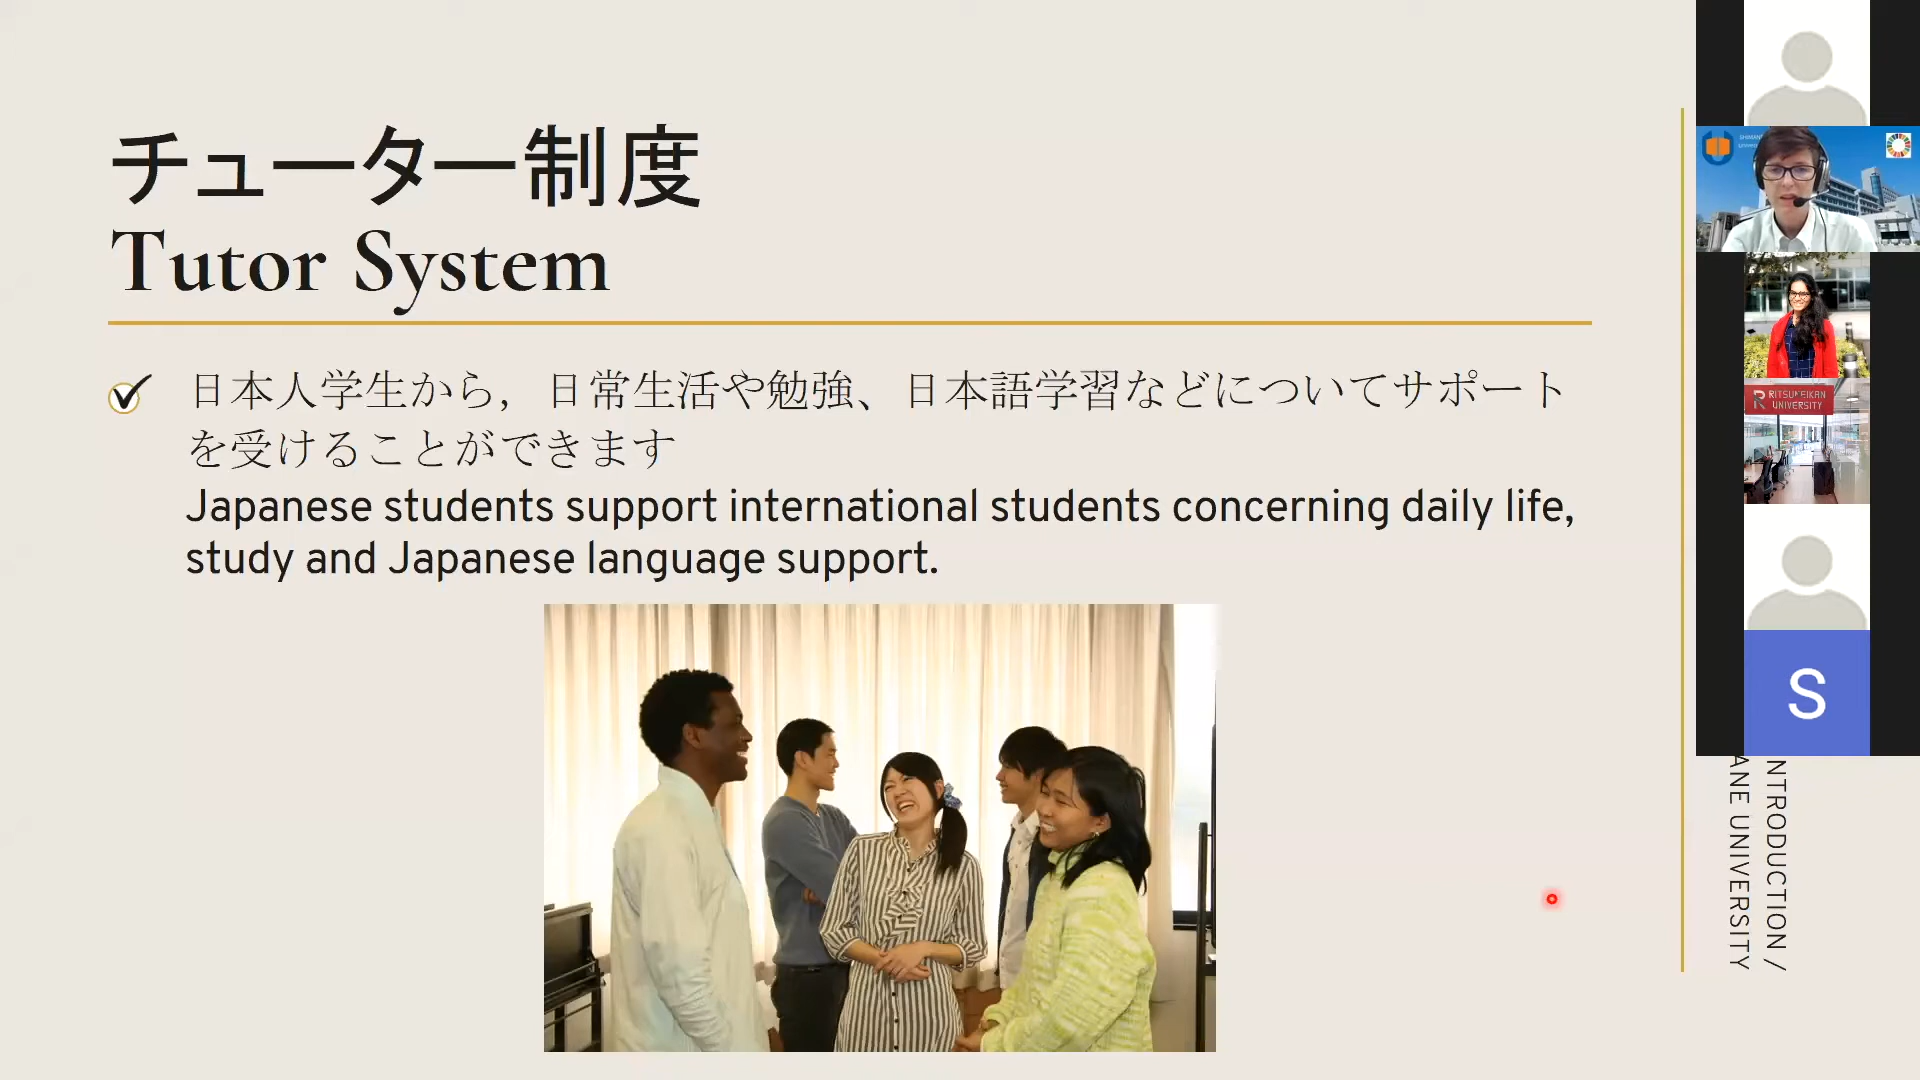 チューター制度
Tutor System
日本人学生から，日常生活や勉強、日本語学習などについてサポート
を受けることができます
Japanese students support international students concerning daily life,
study and Japanese language support.
RITSUMEIKAN
UNIVERSITY
S
NTRODUCTION /
ANE UNIVERSITY